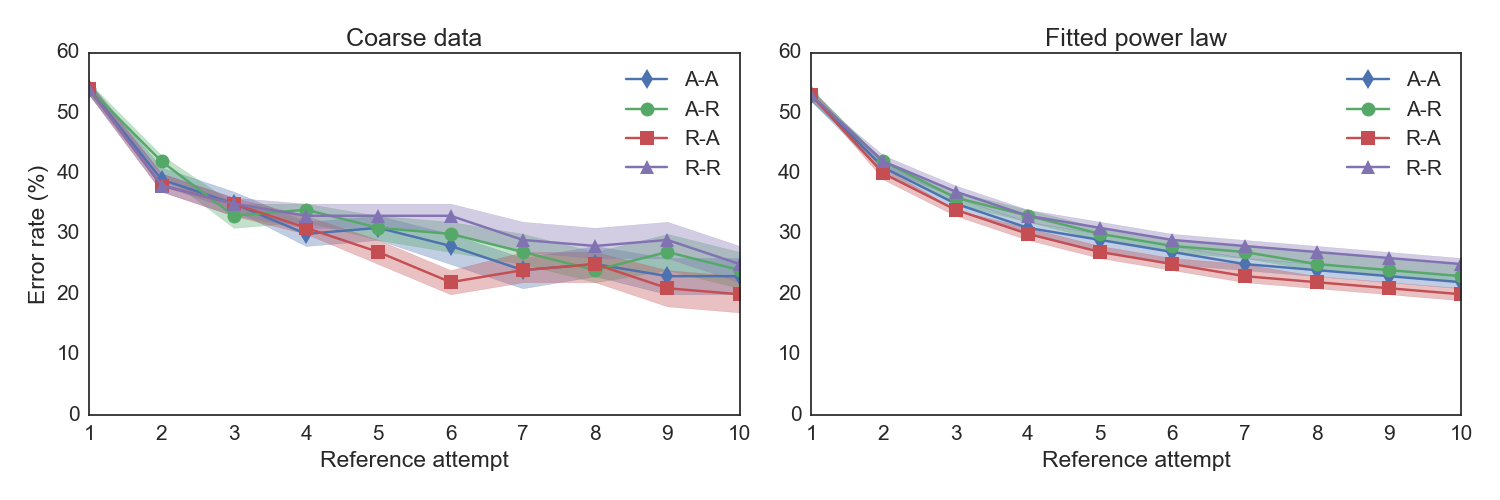 Coarse data
60
50
40
30
20
10
0
Error rate (%)
A-A
A-R
R-A
R-R
1 2 3 4 5 6 7 8 9 10
Reference attempt
Fitted power law
60
50
40
30
20
10
0
A-A
A-R
R-A
R-R
1 2 3 4 5 6 7 8 9 10
Reference attempt